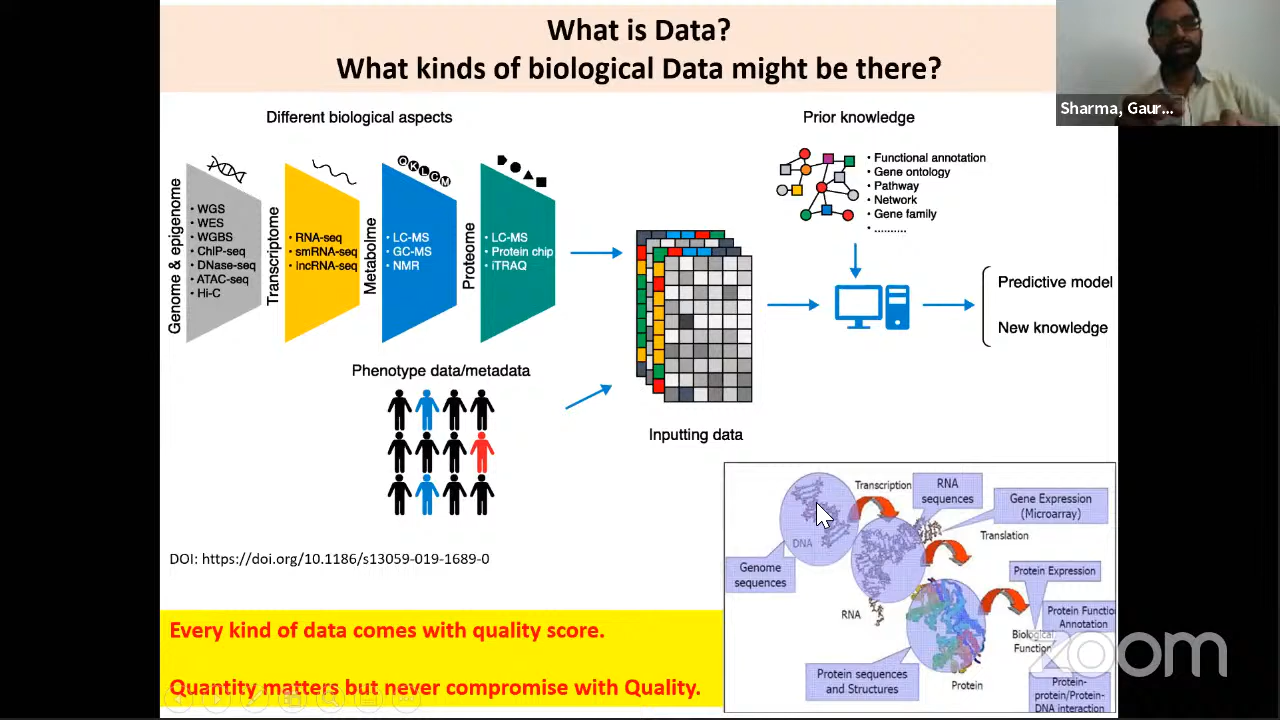 What is Data?
What kinds of biological Data might be there?
Sharma, Gaur...
Different biological aspects
Prior knowledge
Genome & epigenome
• WGS
• WES
• WGBS
• ChIP-seq
• DNase-seq
• ATAC-seq
• Hi-C
Transcriptome
• RNA-seq
• smRNA-seq
• lncRNA-seq
Metabolme
QKLCM
• LC-MS
• GC-MS
• NMR
Proteome
• LC-MS
• Protein chip
• iTRAQ
• Functional annotation
• Gene ontology
• Pathway
• Network
• Gene family
• ..........
Predictive model
New knowledge
Phenotype data/metadata
Inputting data
DOI: https://doi.org/10.1186/s13059-019-1689-0
Every kind of data comes with quality score.
Quantity matters but never compromise with Quality.
Transcription
RNA
sequences
Gene Expression
(Microarray)
DNA
Translation
Genome
sequences
Protein Expression
RNA
Protein Function
Annotation
Biological
Function
Protein sequences
and Structures
Protein
Protein-
protein/Protein-
DNA interaction
zoom